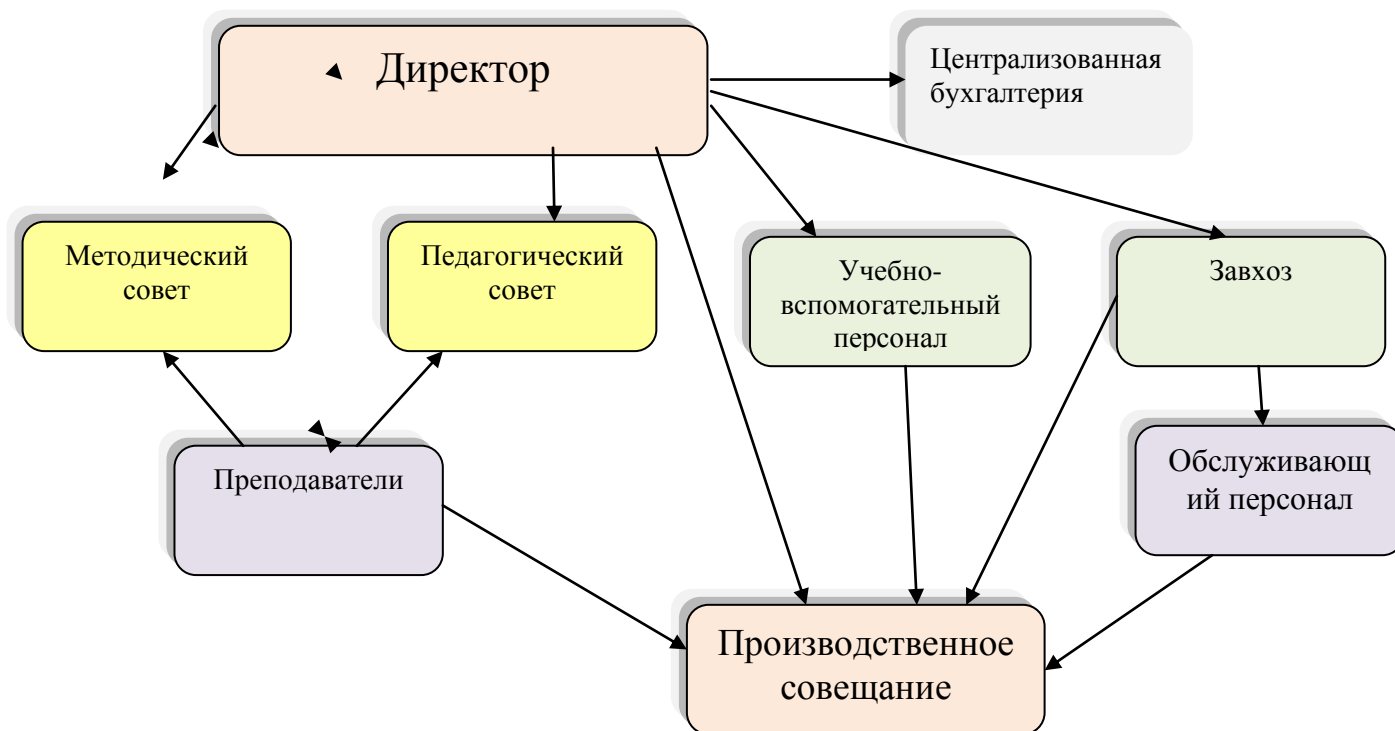 Директор
Централизованная
бухгалтерия
Методический
совет
Педагогический
совет
Учебно-
вспомогательный
персонал
Завхоз
Преподаватели
Обслуживающ
ий персонал
Производственное
совещание